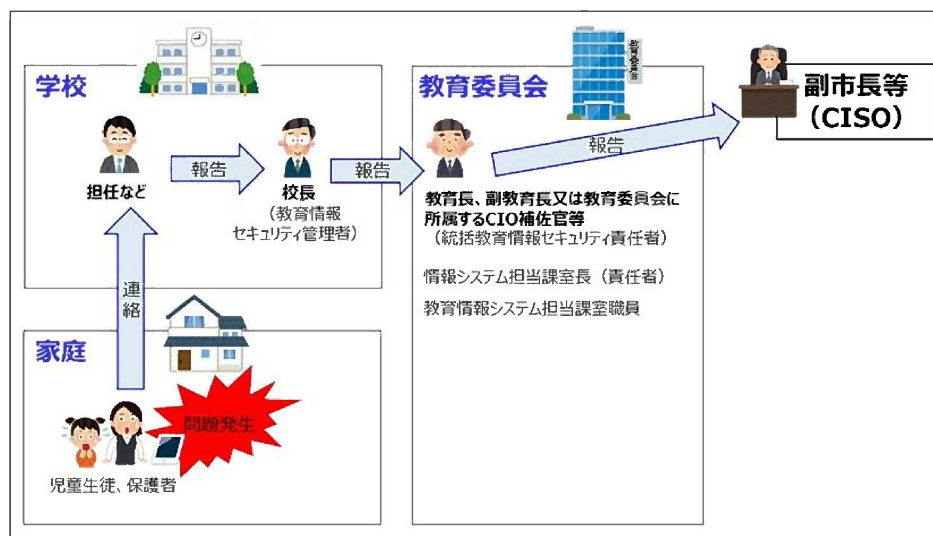 学校
担任など
報告
校長
（教育情報
セキュリティ管理者）
報告
教育委員会
教育長、副教育長又は教育委員会に
所属するCIO補佐官等
（統括教育情報セキュリティ責任者）
情報システム担当課室長（責任者）
教育情報システム担当課室職員
報告
副市長等
（CISO）
連絡
家庭
問題発生
児童生徒、保護者